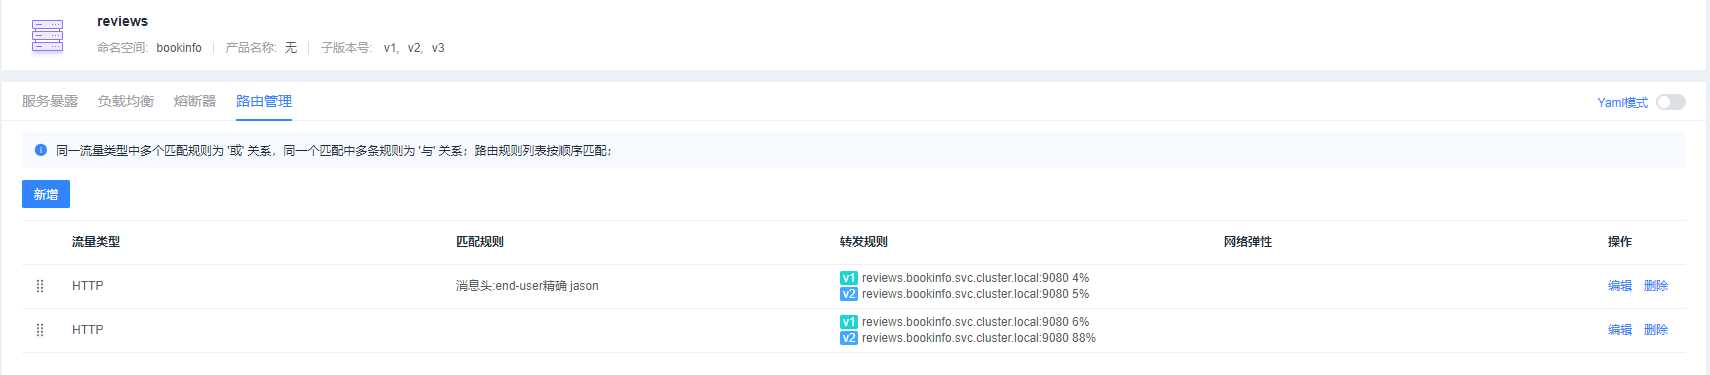 reviews
命名空间: bookinfo 产品名称: 无 子版本号: v1, v2, v3
服务暴露 负载均衡 熔断器 路由管理 Yaml模式
同一流量类型中多个匹配规则为 '或' 关系，同一个匹配中多条规则为 '与' 关系；路由规则列表按顺序匹配；
新增
流量类型 匹配规则 转发规则 网络弹性 操作
HTTP 消息头:end-user精确 jason v1 reviews.bookinfo.svc.cluster.local:9080 4% 编辑 删除
v2 reviews.bookinfo.svc.cluster.local:9080 5%
HTTP v1 reviews.bookinfo.svc.cluster.local:9080 6% 编辑 删除
v2 reviews.bookinfo.svc.cluster.local:9080 88%